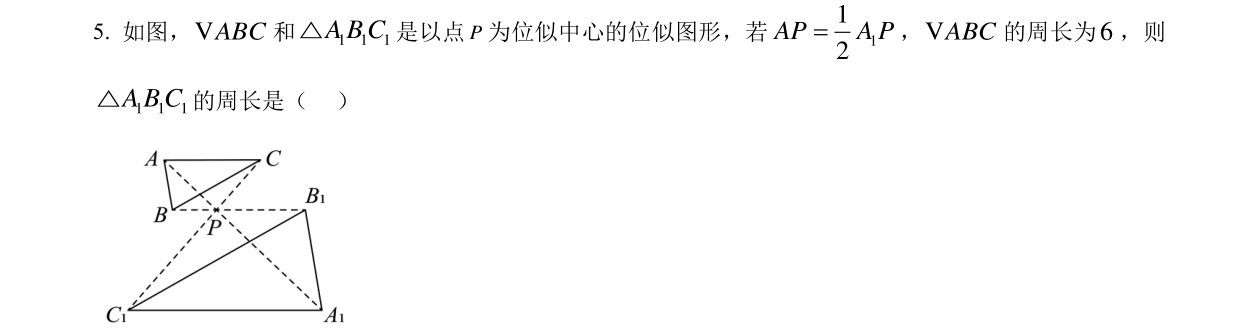 5. 如图，VABC 和 △A₁B₁C₁ 是以点 P 为位似中心的位似图形，若 AP = 1/2 A₁P，VABC 的周长为 6，则
△A₁B₁C₁ 的周长是（  ）
A
C
B₁
B
P
C₁
A₁